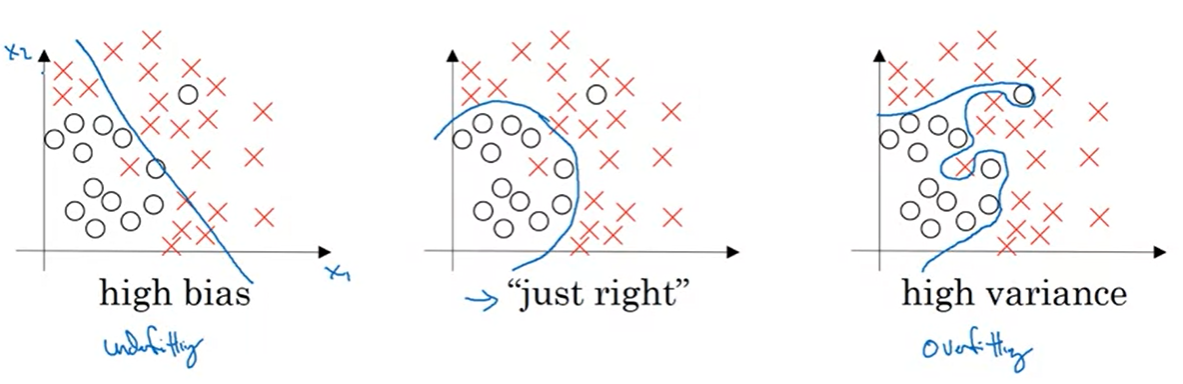 x₂
x₁
high bias
→ "just right"
high variance
underfitting
overfitting